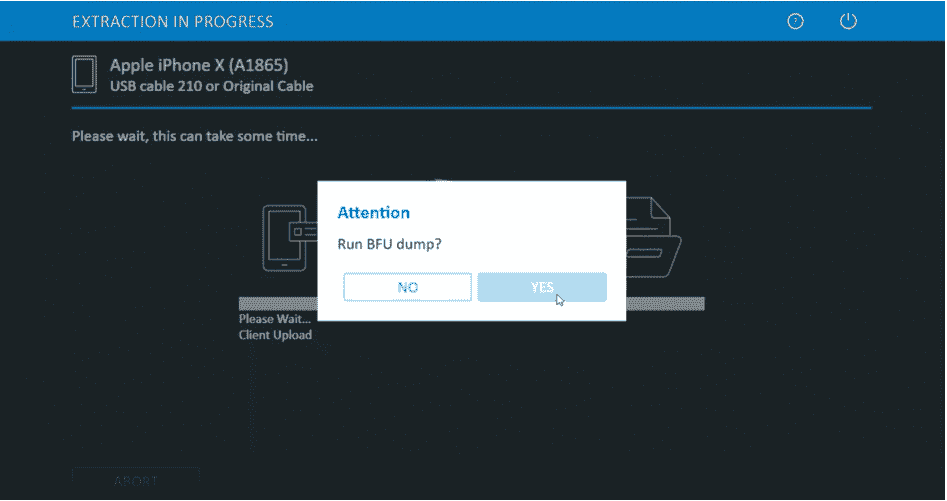 EXTRACTION IN PROGRESS
?
Apple iPhone X (A1865)
USB cable 210 or Original Cable
Please wait, this can take some time...
Attention
Run BFU dump?
NO
YES
Please Wait...
Client Upload
ABORT